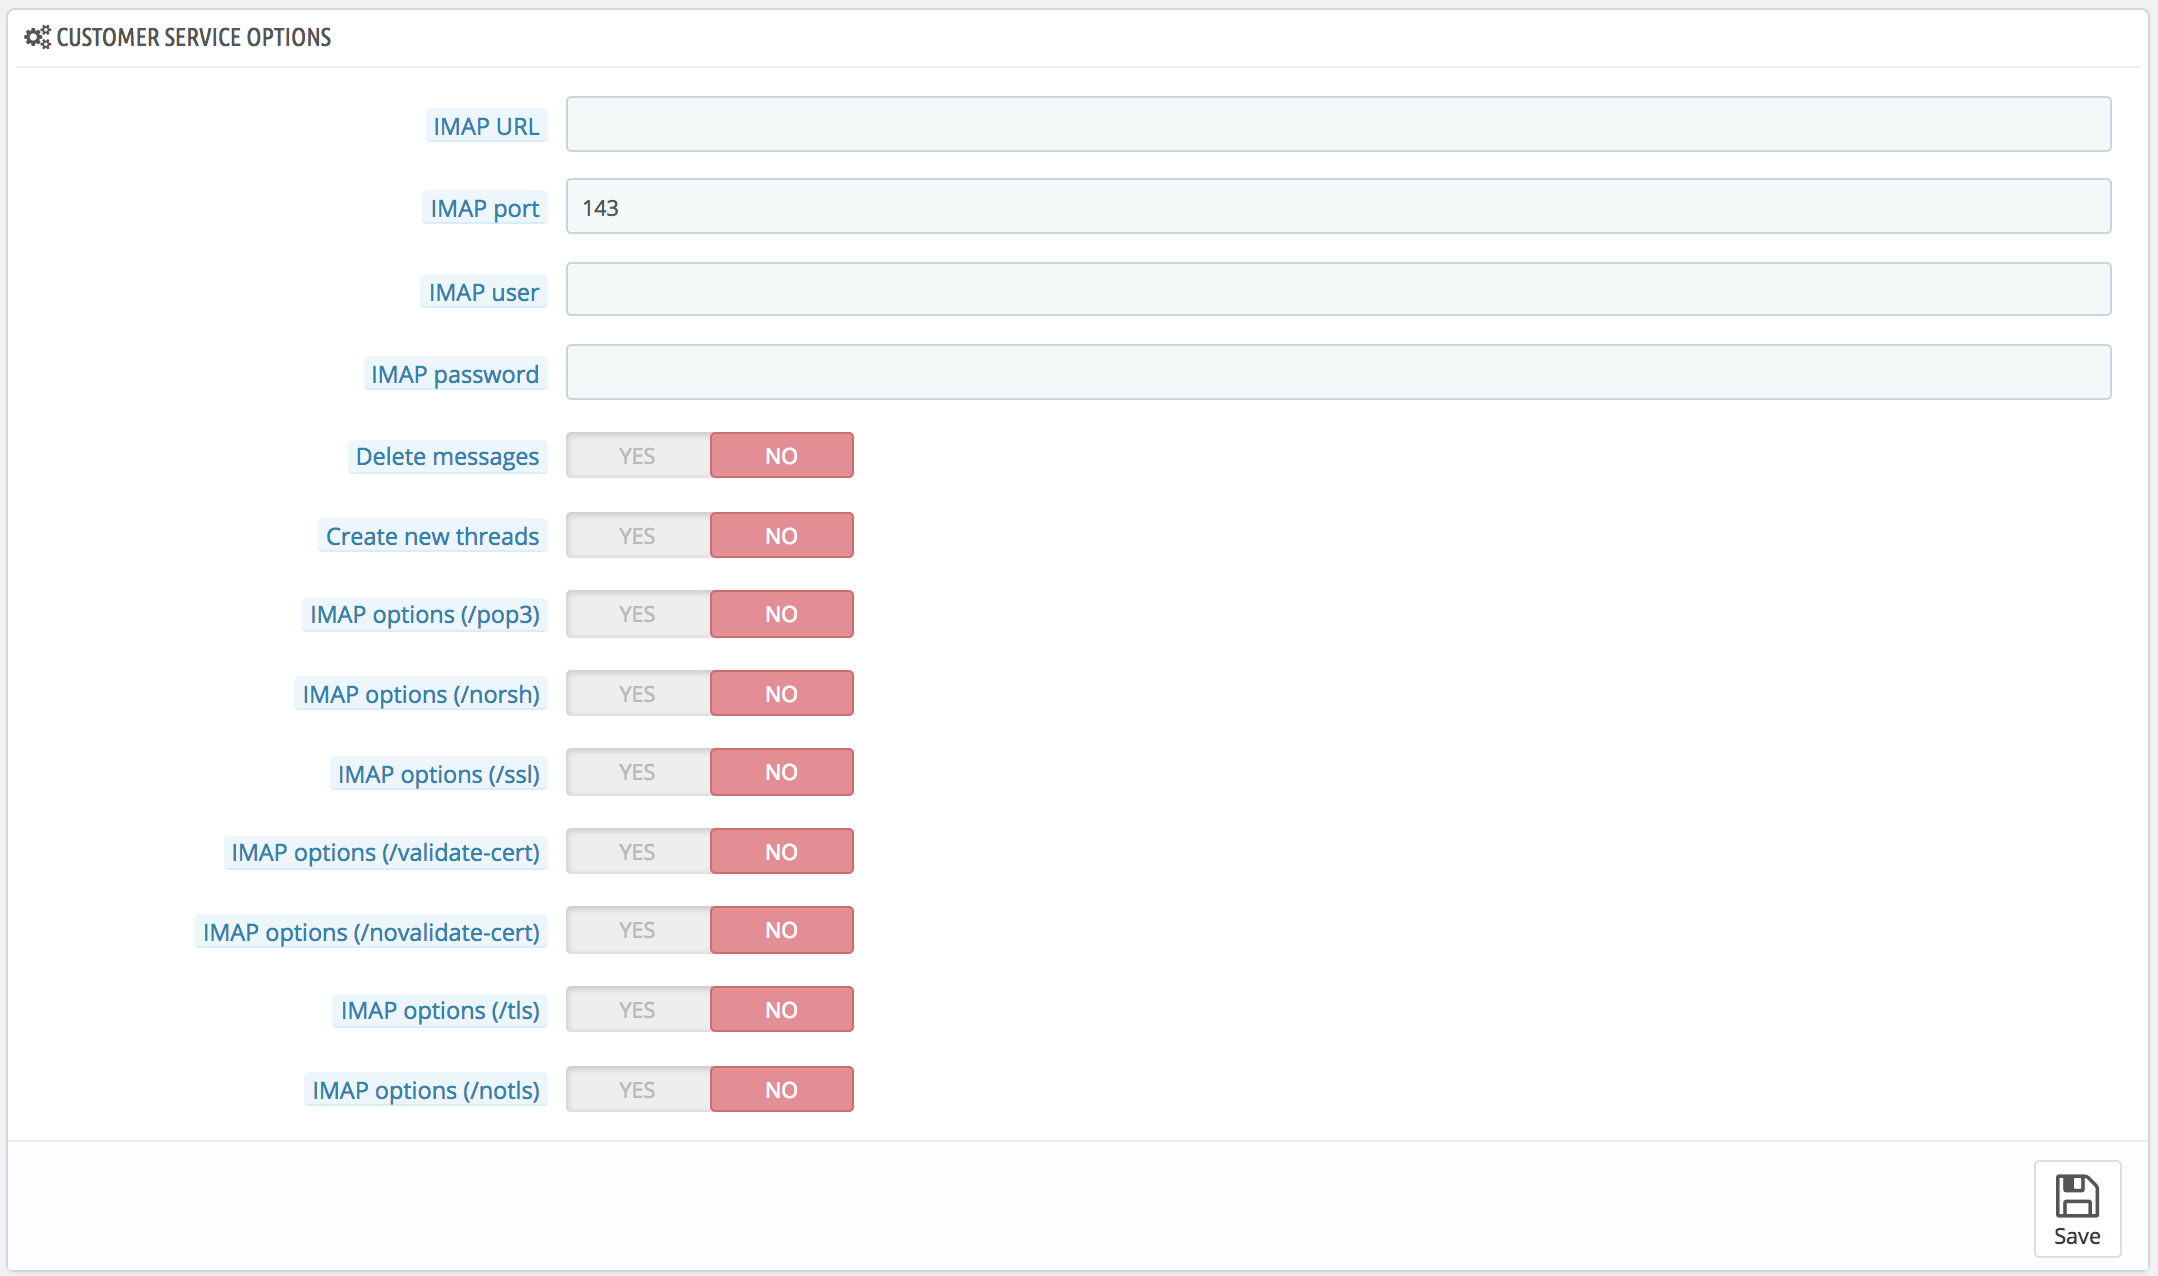 CUSTOMER SERVICE OPTIONS
IMAP URL
IMAP port 143
IMAP user
IMAP password
Delete messages YES NO
Create new threads YES NO
IMAP options (/pop3) YES NO
IMAP options (/norsh) YES NO
IMAP options (/ssl) YES NO
IMAP options (/validate-cert) YES NO
IMAP options (/novalidate-cert) YES NO
IMAP options (/tls) YES NO
IMAP options (/notls) YES NO
Save